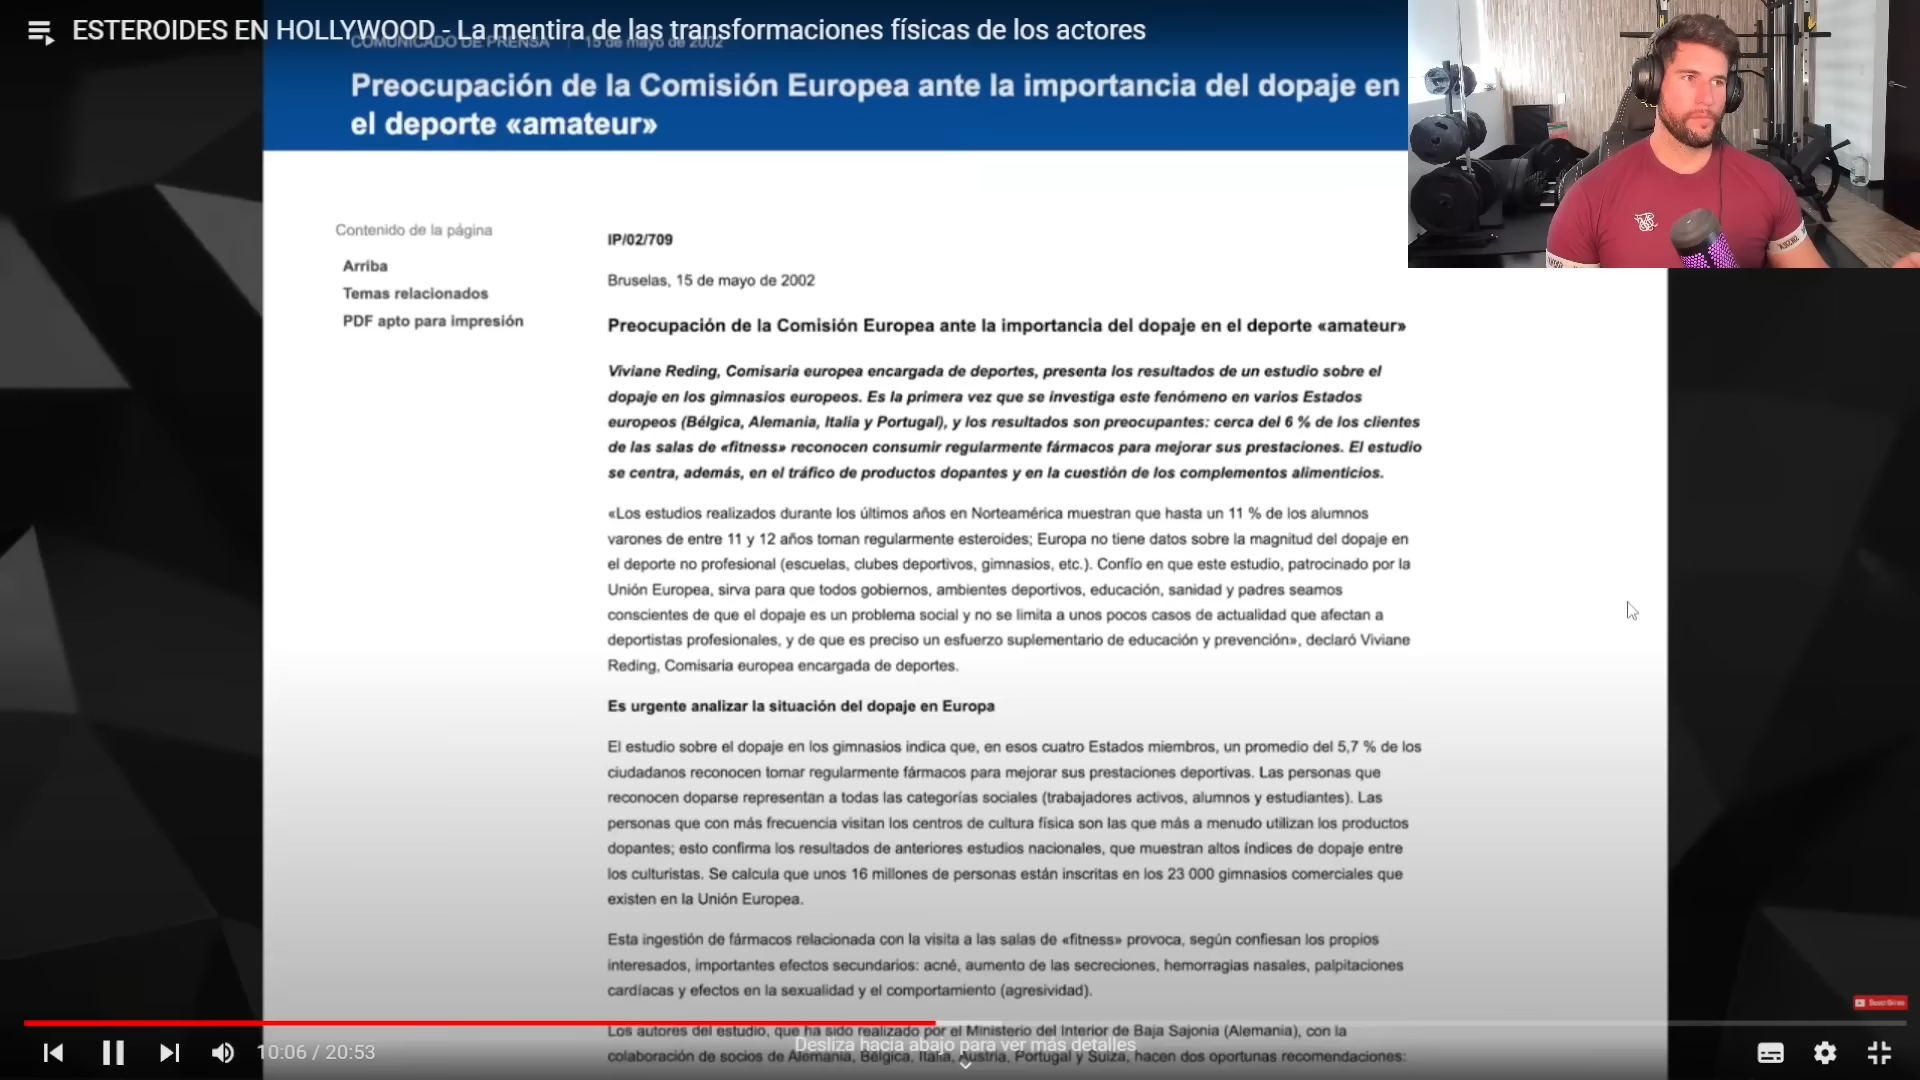 ESTEROIDES EN HOLLYWOOD - La mentira de las transformaciones físicas de los actores
COMUNICADO DE PRENSA | 15 de mayo de 2002
Preocupación de la Comisión Europea ante la importancia del dopaje en
el deporte «amateur»
Contenido de la página
Arriba
Temas relacionados
PDF apto para impresión
IP/02/709
Bruselas, 15 de mayo de 2002
Preocupación de la Comisión Europea ante la importancia del dopaje en el deporte «amateur»
Viviane Reding, Comisaria europea encargada de deportes, presenta los resultados de un estudio sobre el
dopaje en los gimnasios europeos. Es la primera vez que se investiga este fenómeno en varios Estados
europeos (Bélgica, Alemania, Italia y Portugal), y los resultados son preocupantes: cerca del 6 % de los clientes
de las salas de «fitness» reconocen consumir regularmente fármacos para mejorar sus prestaciones. El estudio
se centra, además, en el tráfico de productos dopantes y en la cuestión de los complementos alimenticios.
«Los estudios realizados durante los últimos años en Norteamérica muestran que hasta un 11 % de los alumnos
varones de entre 11 y 12 años toman regularmente esteroides; Europa no tiene datos sobre la magnitud del dopaje en
el deporte no profesional (escuelas, clubes deportivos, gimnasios, etc.). Confío en que este estudio, patrocinado por la
Unión Europea, sirva para que todos gobiernos, ambientes deportivos, educación, sanidad y padres seamos
conscientes de que el dopaje es un problema social y no se limita a unos pocos casos de actualidad que afectan a
deportistas profesionales, y de que es preciso un esfuerzo suplementario de educación y prevención», declaró Viviane
Reding, Comisaria europea encargada de deportes.
Es urgente analizar la situación del dopaje en Europa
El estudio sobre el dopaje en los gimnasios indica que, en esos cuatro Estados miembros, un promedio del 5,7 % de los
ciudadanos reconocen tomar regularmente fármacos para mejorar sus prestaciones deportivas. Las personas que
reconocen doparse representan a todas las categorías sociales (trabajadores activos, alumnos y estudiantes). Las
personas que con más frecuencia visitan los centros de cultura física son las que más a menudo utilizan los productos
dopantes; esto confirma los resultados de anteriores estudios nacionales, que muestran altos índices de dopaje entre
los culturistas. Se calcula que unos 16 millones de personas están inscritas en los 23 000 gimnasios comerciales que
existen en la Unión Europea.
Esta ingestión de fármacos relacionada con la visita a las salas de «fitness» provoca, según confiesan los propios
interesados, importantes efectos secundarios: acné, aumento de las secreciones, hemorragias nasales, palpitaciones
cardíacas y efectos en la sexualidad y el comportamiento (agresividad).
Los autores del estudio, que ha sido realizado por el Ministerio del Interior de Baja Sajonia (Alemania), con la
colaboración de socios de Alemania, Bélgica, Italia, Austria, Portugal y Suiza, hacen dos oportunas recomendaciones:
Desliza hacia abajo para ver más detalles
10:06 / 20:53